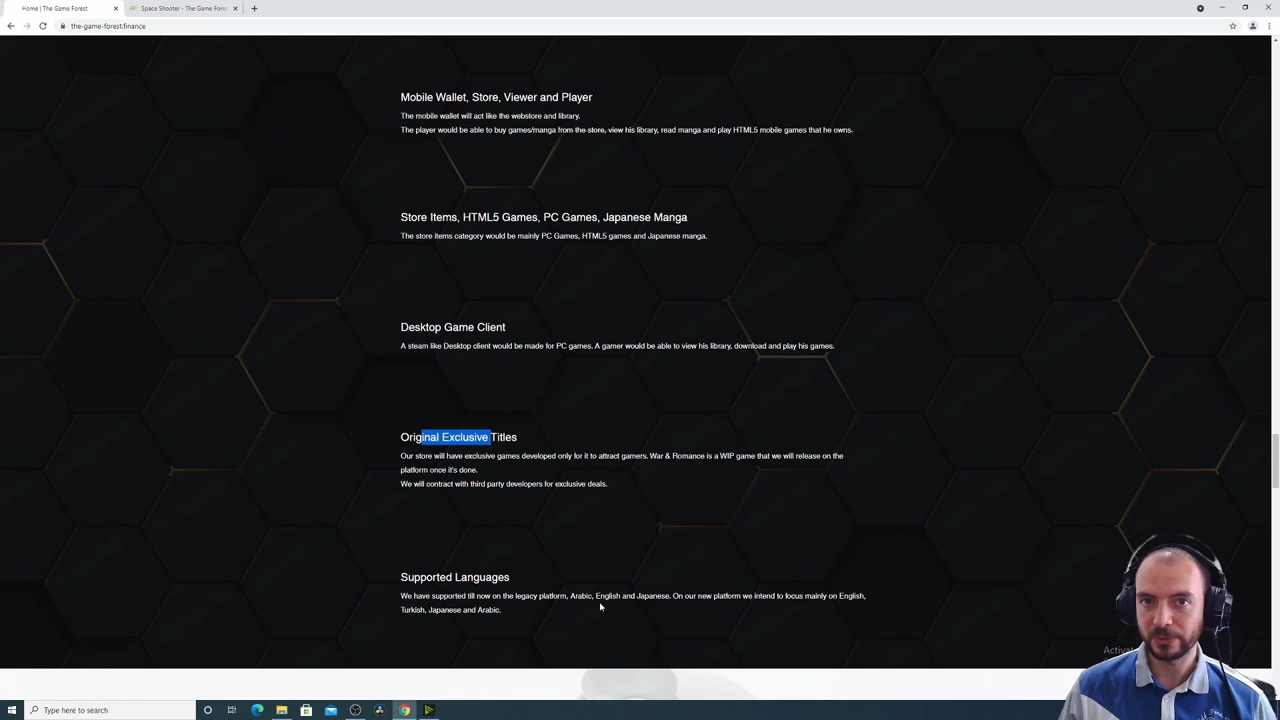 Home | The Game Forest
Space Shooter - The Game Fores
the-game-forest.finance
Mobile Wallet, Store, Viewer and Player
The mobile wallet will act like the webstore and library.
The player would be able to buy games/manga from the store, view his library, read manga and play HTML5 mobile games that he owns.
Store Items, HTML5 Games, PC Games, Japanese Manga
The store items category would be mainly PC Games, HTML5 games and Japanese manga.
Desktop Game Client
A steam like Desktop client would be made for PC games. A gamer would be able to view his library, download and play his games.
Original Exclusive Titles
Our store will have exclusive games developed only for it to attract gamers. War & Romance is a WIP game that we will release on the
platform once it's done.
We will contract with third party developers for exclusive deals.
Supported Languages
We have supported till now on the legacy platform, Arabic, English and Japanese. On our new platform we intend to focus mainly on English,
Turkish, Japanese and Arabic.
Activat
Type here to search